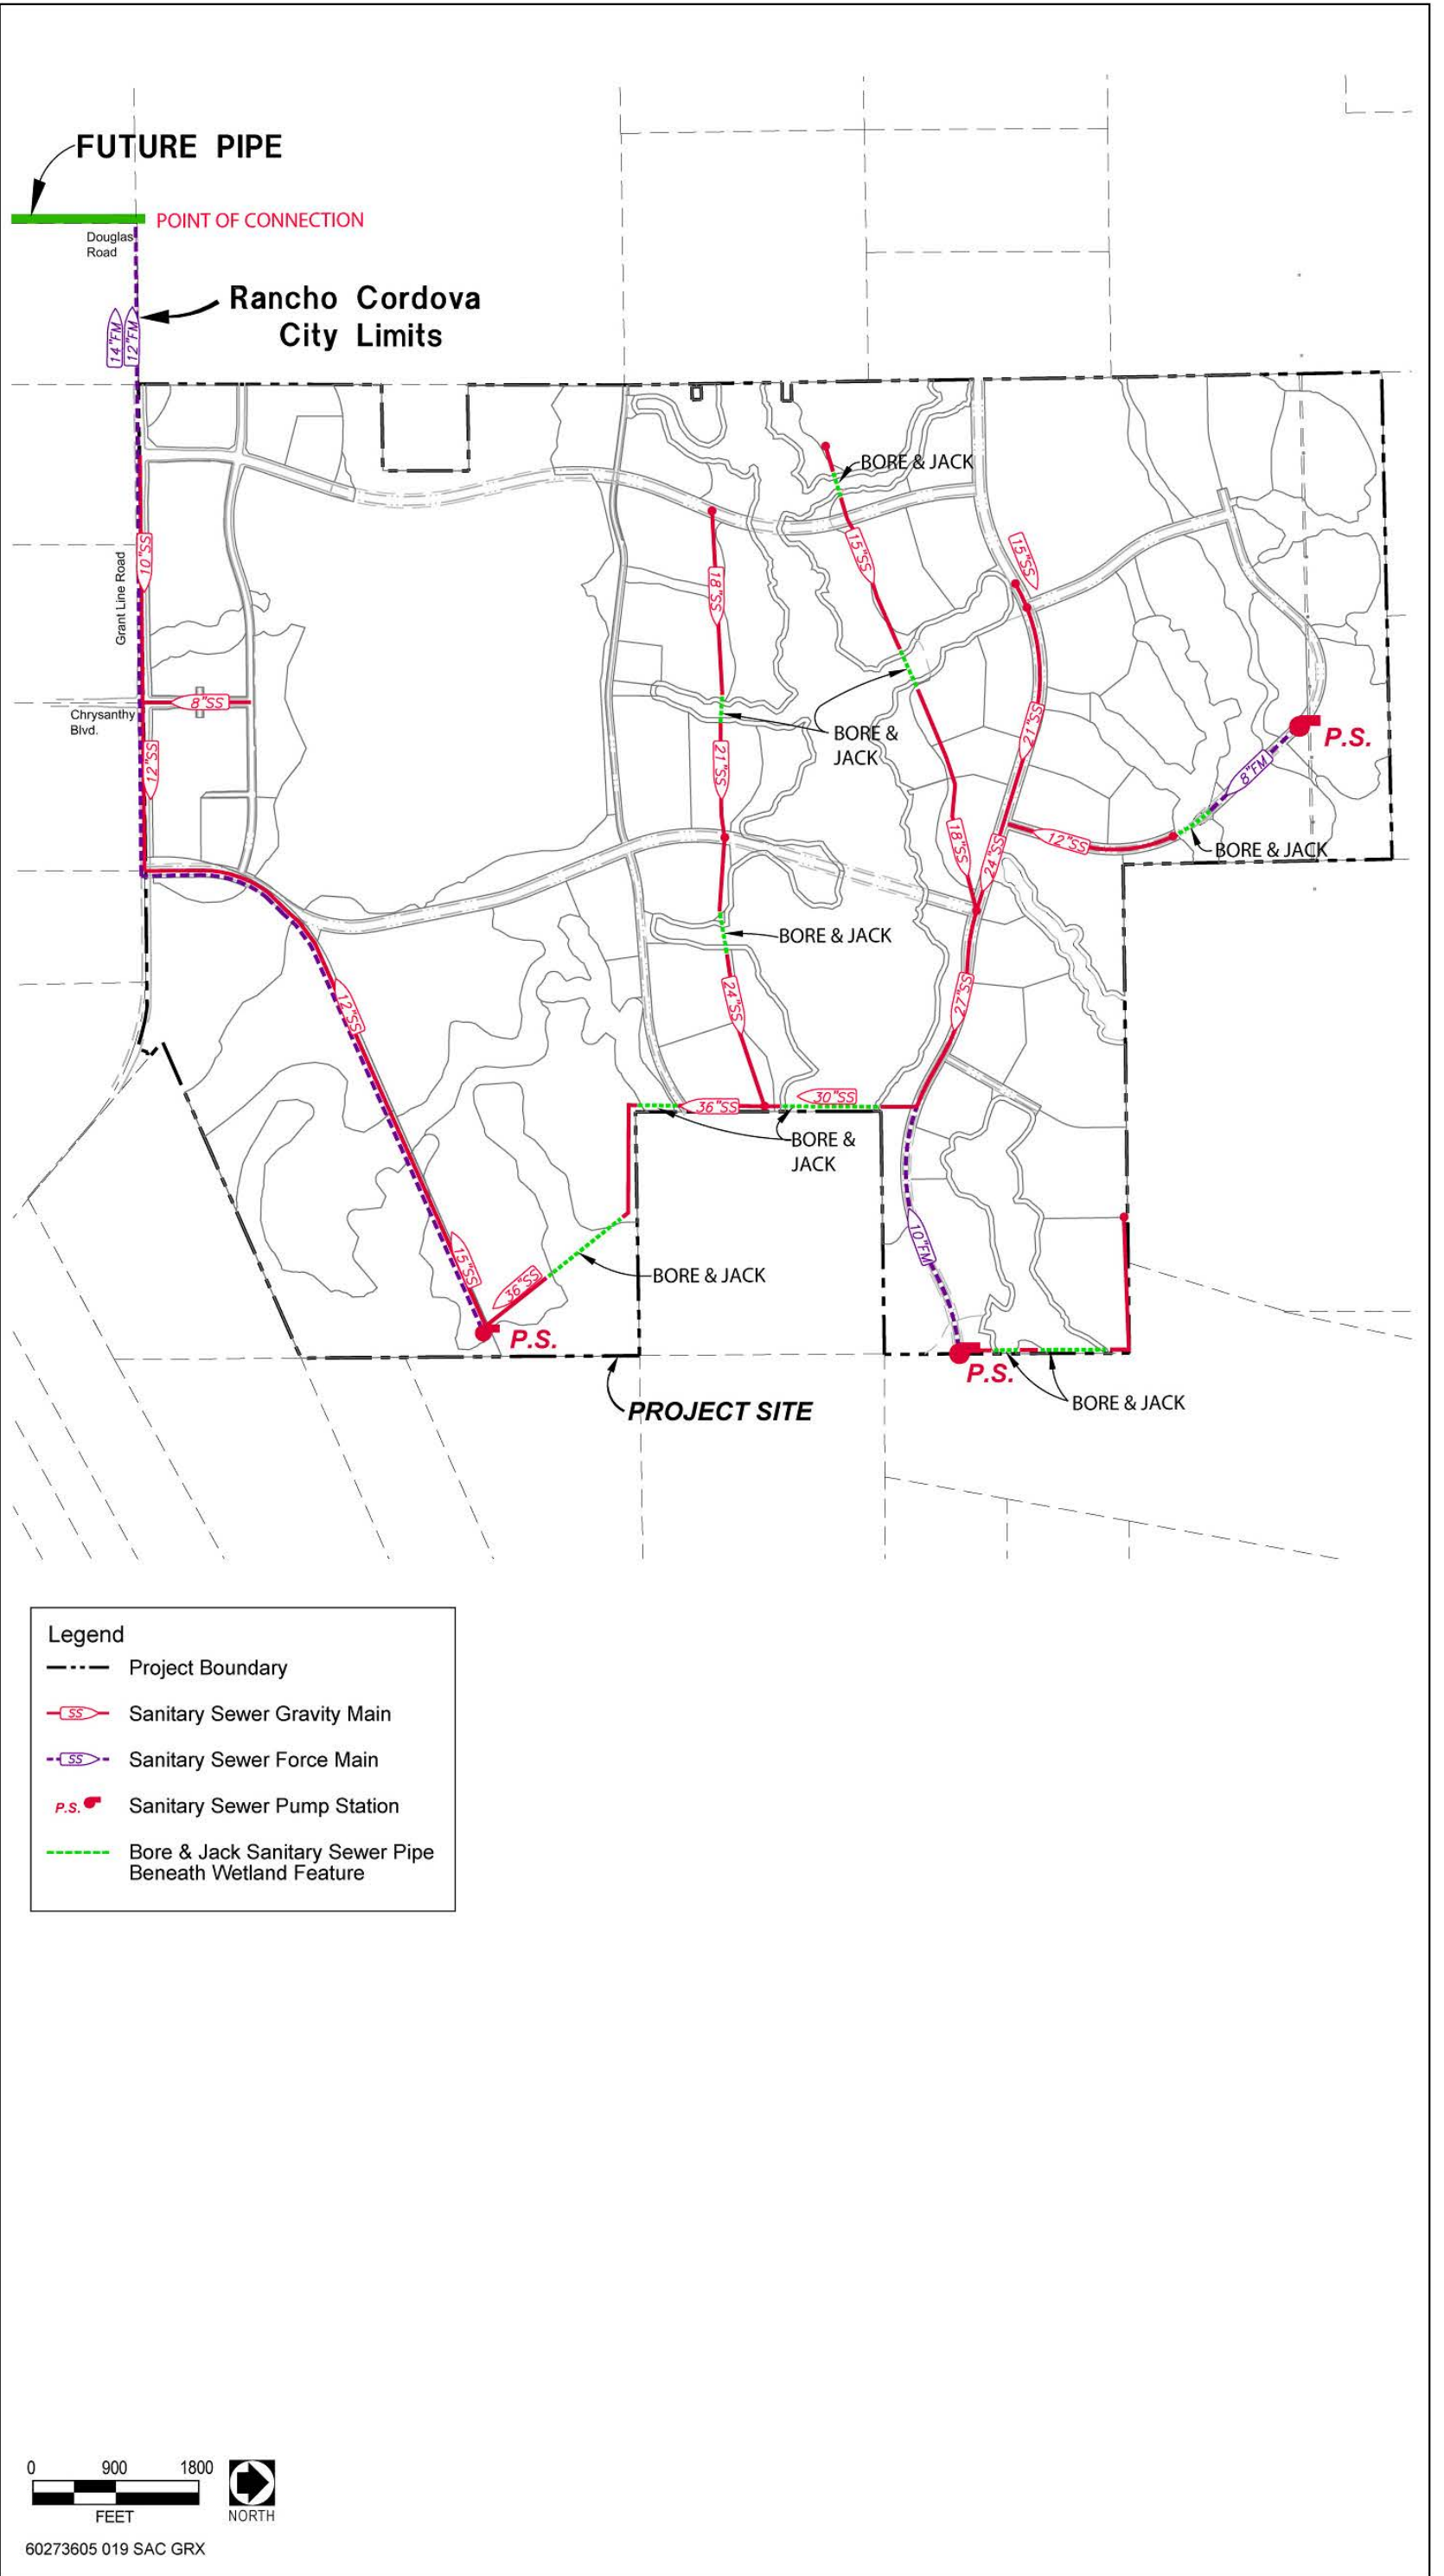 FUTURE PIPE
POINT OF CONNECTION
Douglas
Road
Rancho Cordova
City Limits
14"FM
12"FM
BORE & JACK
15"SS
15"SS
18"SS
10"SS
Grant Line Road
8"SS
Chrysanthy
Blvd.
12"SS
BORE &
JACK
21"SS
21"SS
P.S.
8"FM
18"SS
24"SS
12"SS
BORE & JACK
BORE & JACK
12"SS
24"SS
27"SS
36"SS
30"SS
BORE &
JACK
10"FM
15"SS
36"SS
BORE & JACK
P.S.
P.S.
BORE & JACK
PROJECT SITE
Legend
Project Boundary
SS
Sanitary Sewer Gravity Main
SS
Sanitary Sewer Force Main
P.S.
Sanitary Sewer Pump Station
Bore & Jack Sanitary Sewer Pipe
Beneath Wetland Feature
0 900 1800
FEET
NORTH
60273605 019 SAC GRX